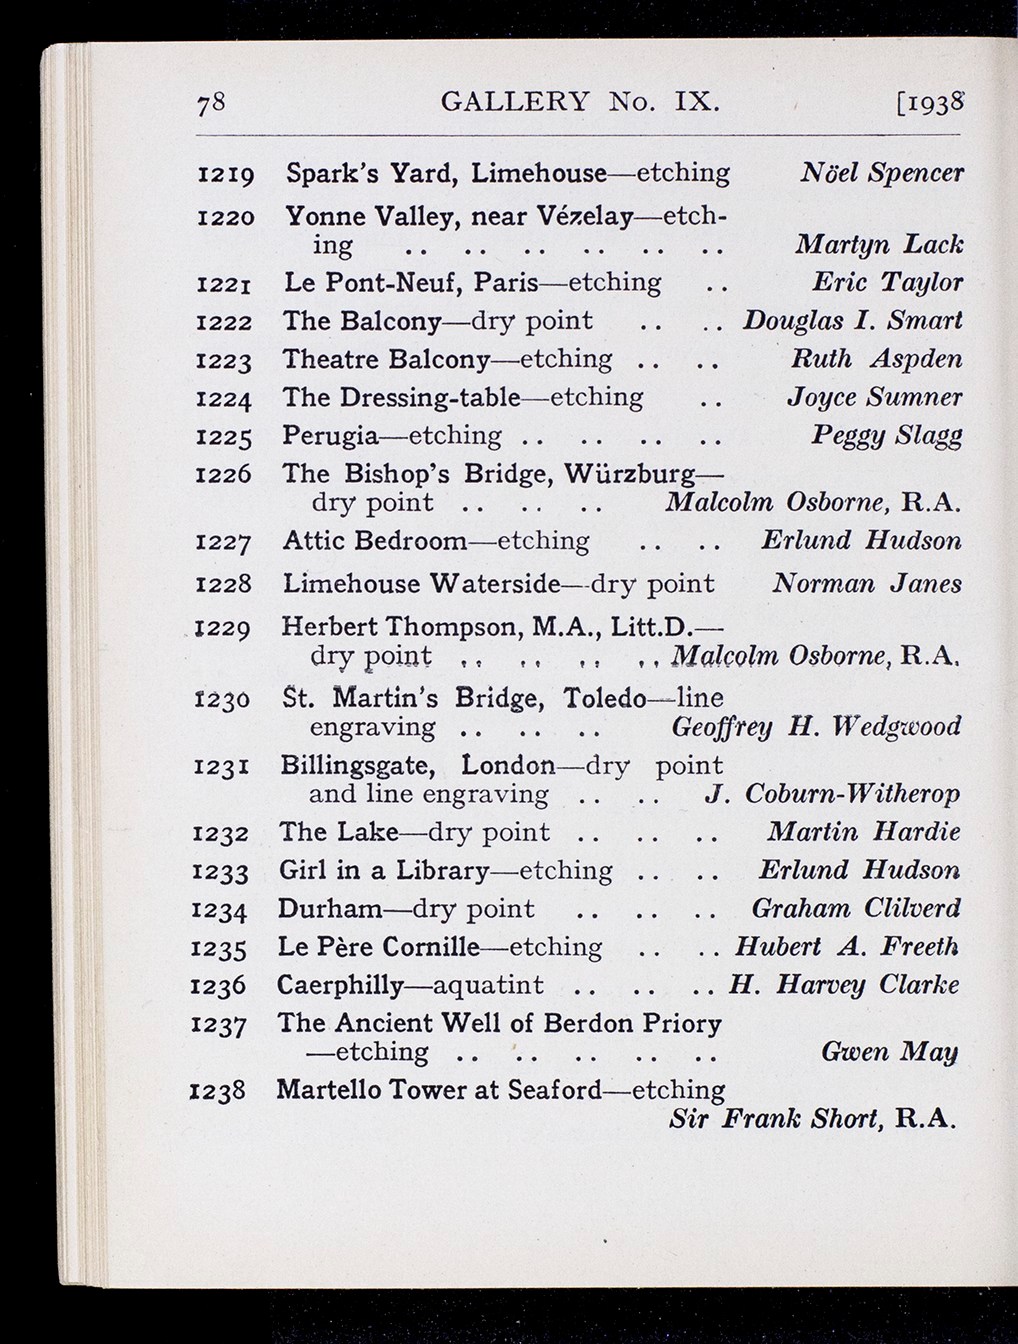 78 GALLERY No. IX. [1938
1219 Spark's Yard, Limehouse—etching Nöel Spencer
1220 Yonne Valley, near Vézelay—etch-
ing .. .. .. .. .. .. Martyn Lack
1221 Le Pont-Neuf, Paris—etching .. Eric Taylor
1222 The Balcony—dry point .. .. Douglas I. Smart
1223 Theatre Balcony—etching .. .. Ruth Aspden
1224 The Dressing-table—etching .. Joyce Sumner
1225 Perugia—etching .. .. .. .. Peggy Slagg
1226 The Bishop's Bridge, Würzburg—
dry point .. .. .. Malcolm Osborne, R.A.
1227 Attic Bedroom—etching .. .. Erlund Hudson
1228 Limehouse Waterside—dry point Norman Janes
1229 Herbert Thompson, M.A., Litt.D.—
dry point .. .. .. .. Malcolm Osborne, R.A.
1230 St. Martin's Bridge, Toledo—line
engraving .. .. .. Geoffrey H. Wedgwood
1231 Billingsgate, London—dry point
and line engraving .. .. J. Coburn-Witherop
1232 The Lake—dry point .. .. .. Martin Hardie
1233 Girl in a Library—etching .. .. Erlund Hudson
1234 Durham—dry point .. .. .. Graham Clilverd
1235 Le Père Cornille—etching .. .. Hubert A. Freeth
1236 Caerphilly—aquatint .. .. .. H. Harvey Clarke
1237 The Ancient Well of Berdon Priory
—etching .. .. .. .. .. Gwen May
1238 Martello Tower at Seaford—etching
Sir Frank Short, R.A.